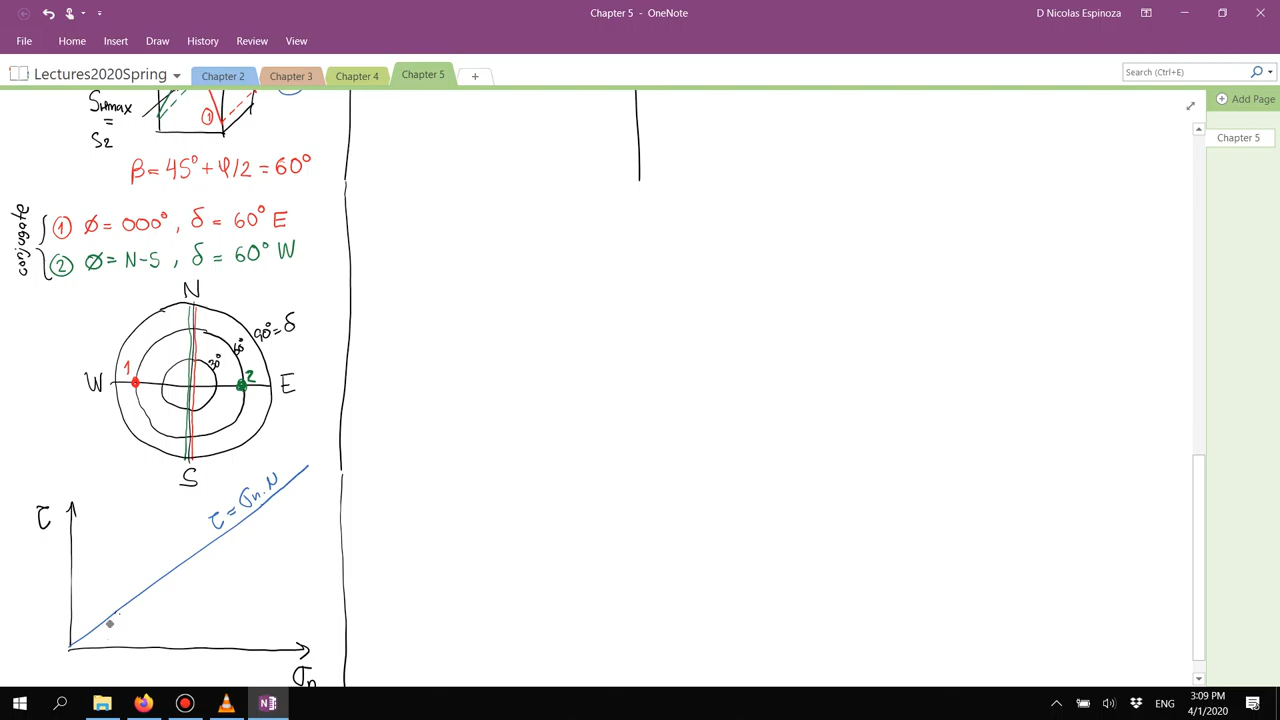 Chapter 5 - OneNote
D Nicolas Espinoza
File Home Insert Draw History Review View
Lectures2020Spring
Chapter 2
Chapter 3
Chapter 4
Chapter 5
+
Search (Ctrl+E)
Add Page
Chapter 5
SHmax
=
S2
①
β = 45° + φ/2 = 60°
conjugate
① ø = 000°, δ = 60° E
② ø = N-S, δ = 60° W
N
90° = δ
60°
30°
1
2
W
E
S
τ = σn.N
τ
σn
ENG
3:09 PM
4/1/2020